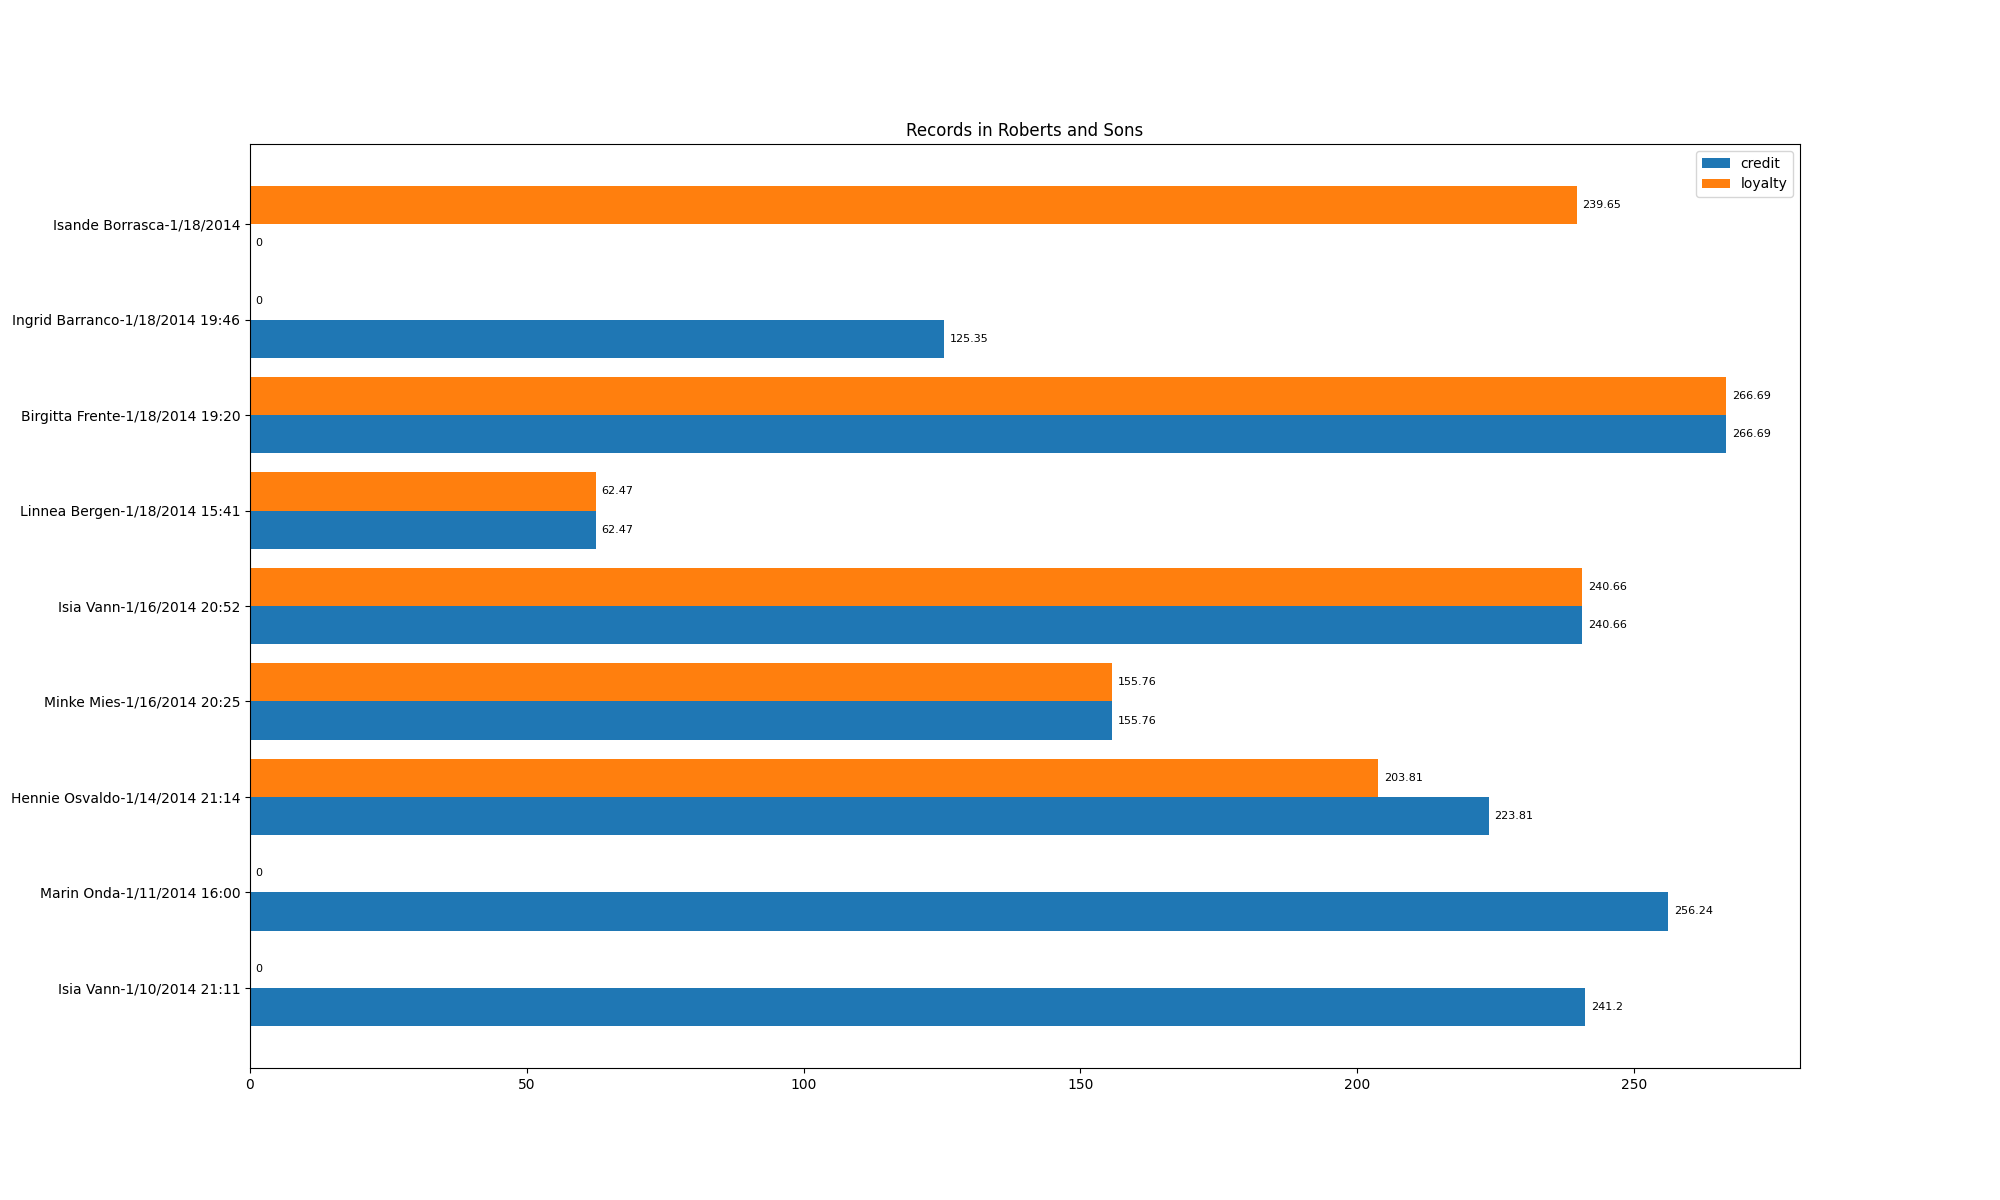 Records in Roberts and Sons
credit
loyalty
Isande Borrasca-1/18/2014
239.65
0
Ingrid Barranco-1/18/2014 19:46
0
125.35
Birgitta Frente-1/18/2014 19:20
266.69
266.69
Linnea Bergen-1/18/2014 15:41
62.47
62.47
Isia Vann-1/16/2014 20:52
240.66
240.66
Minke Mies-1/16/2014 20:25
155.76
155.76
Hennie Osvaldo-1/14/2014 21:14
203.81
223.81
Marin Onda-1/11/2014 16:00
0
256.24
Isia Vann-1/10/2014 21:11
0
241.2
0 50 100 150 200 250